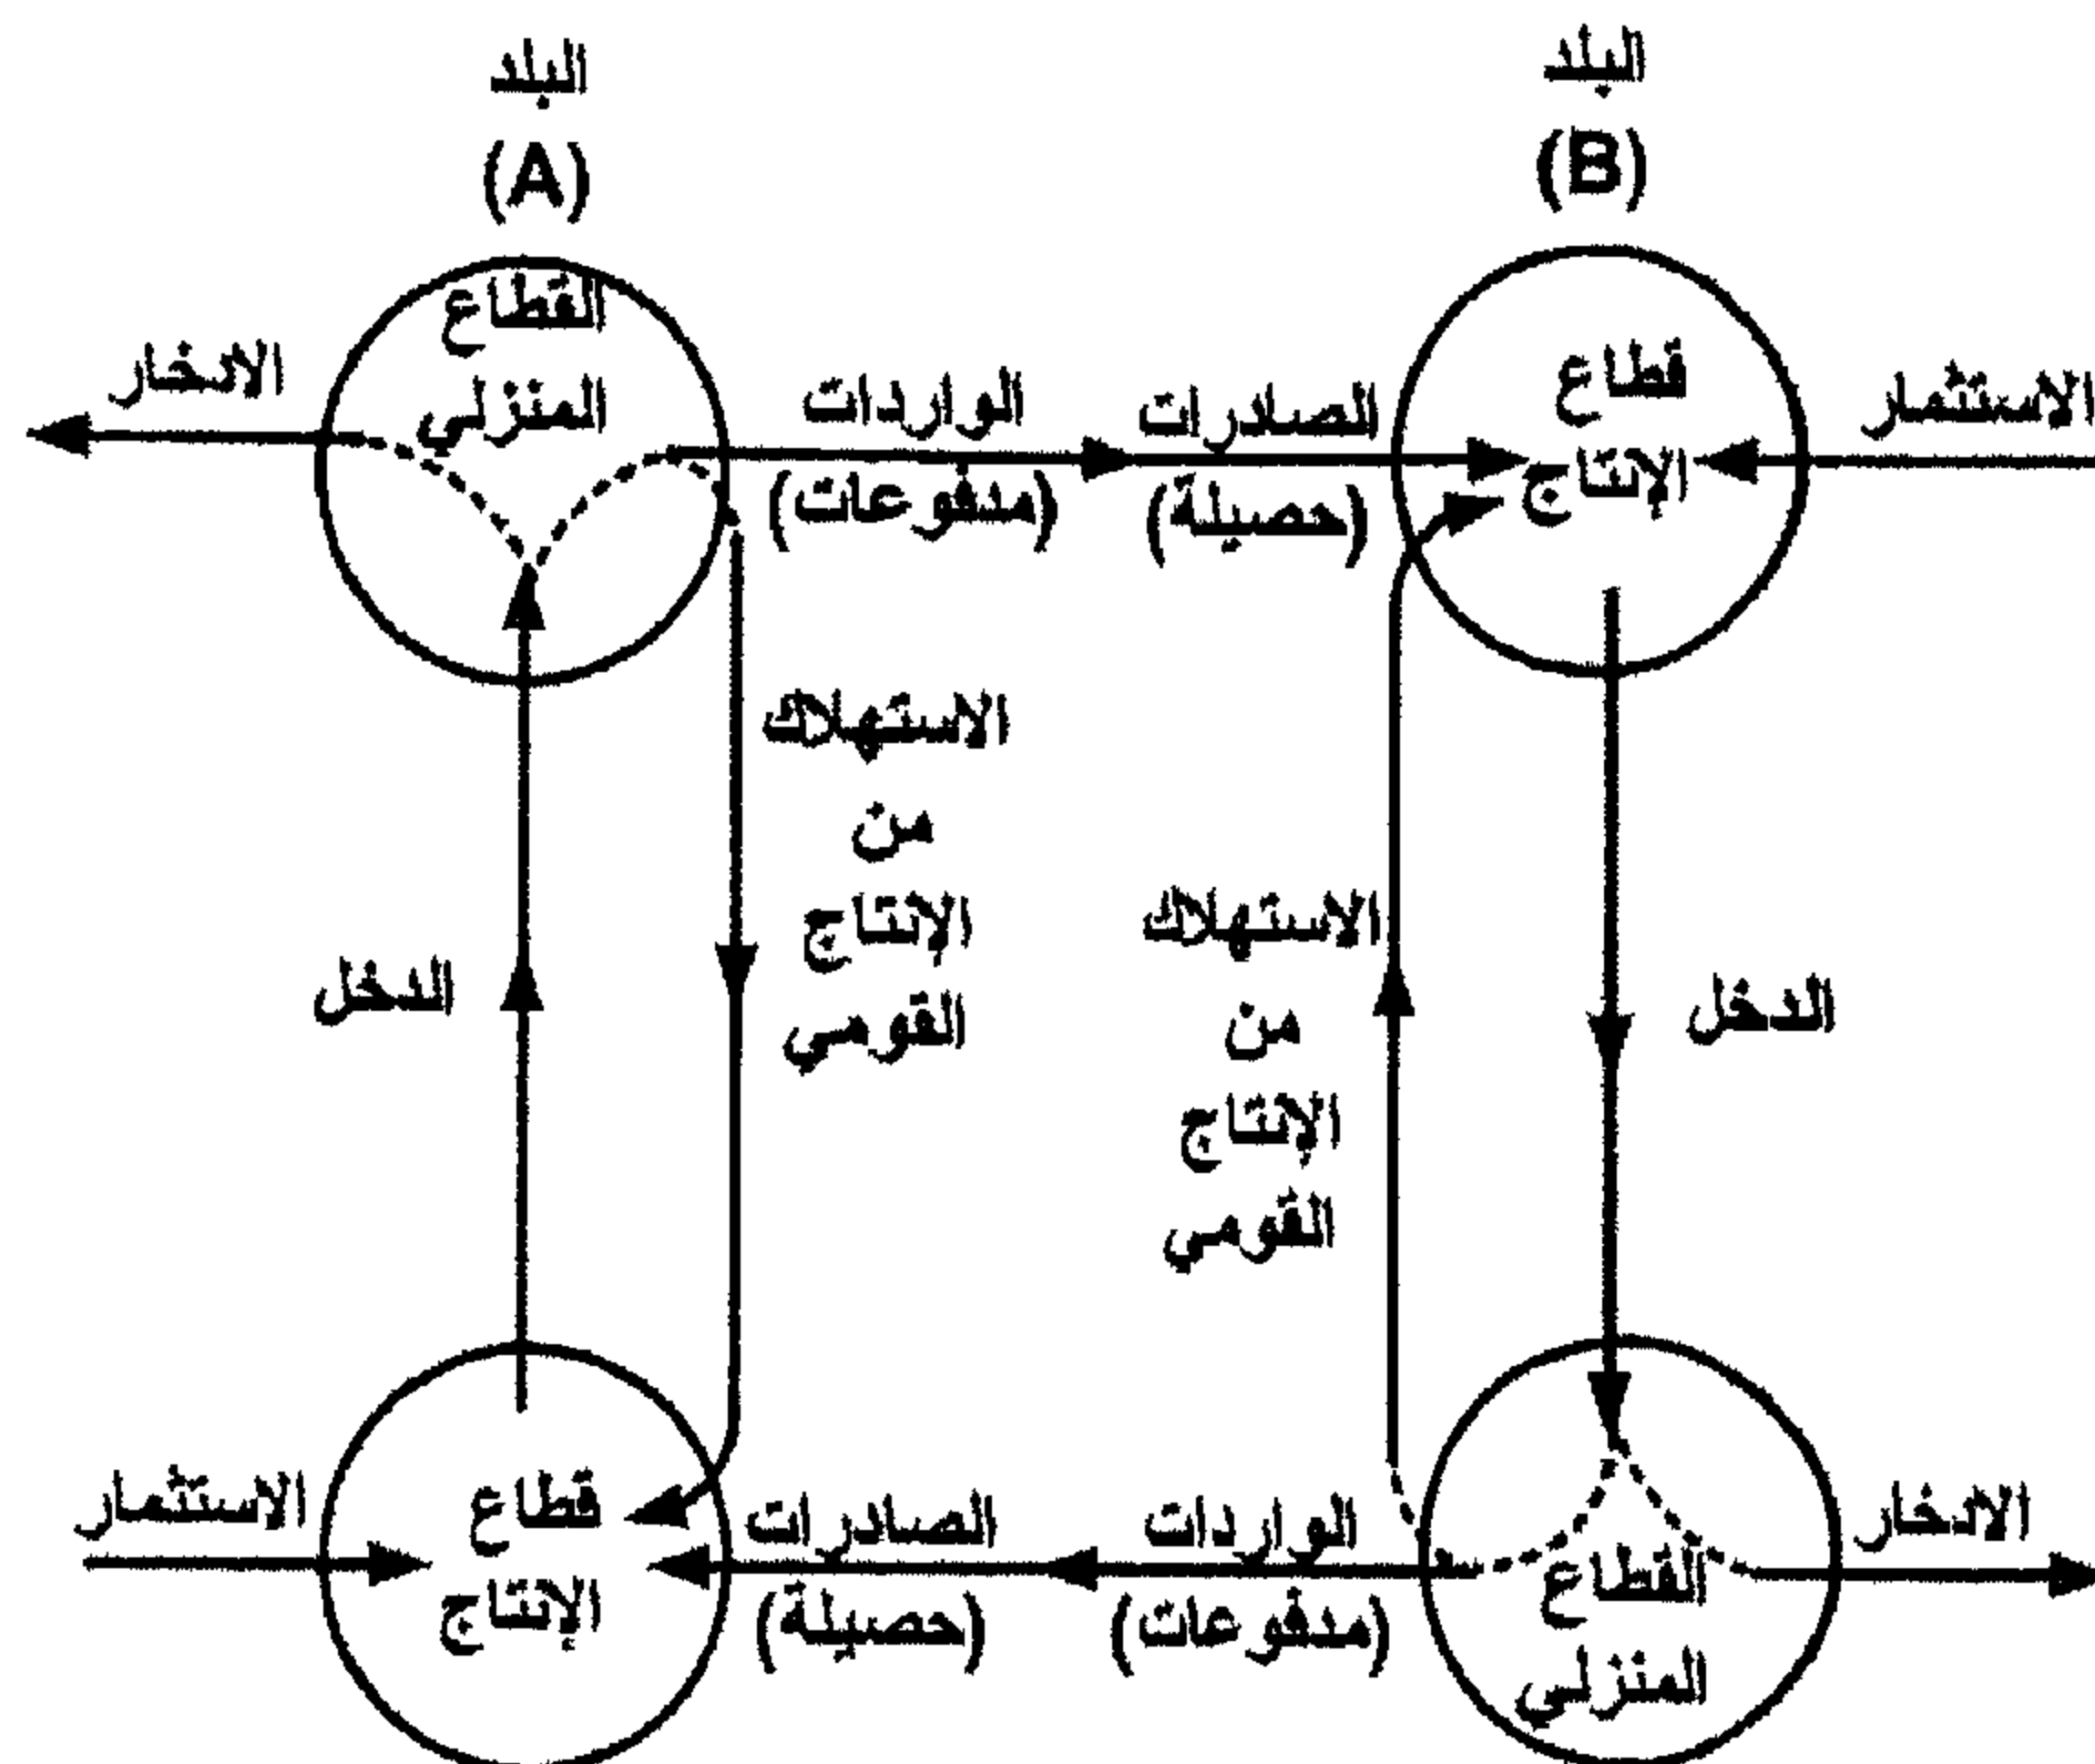 البلد
(B)
البلد
(A)
قطاع
الإنتاج
القطاع
المنزلي
الاستثمار
الصادرات
(حصيلة)
الواردات
(مدفوعات)
الادخار
الاستهلاك
من
الإنتاج
القومي
الدخل
الدخل
الاستهلاك
من
الإنتاج
القومي
الادخار
القطاع
المنزلي
الواردات
(مدفوعات)
الصادرات
(حصيلة)
قطاع
الإنتاج
الاستثمار